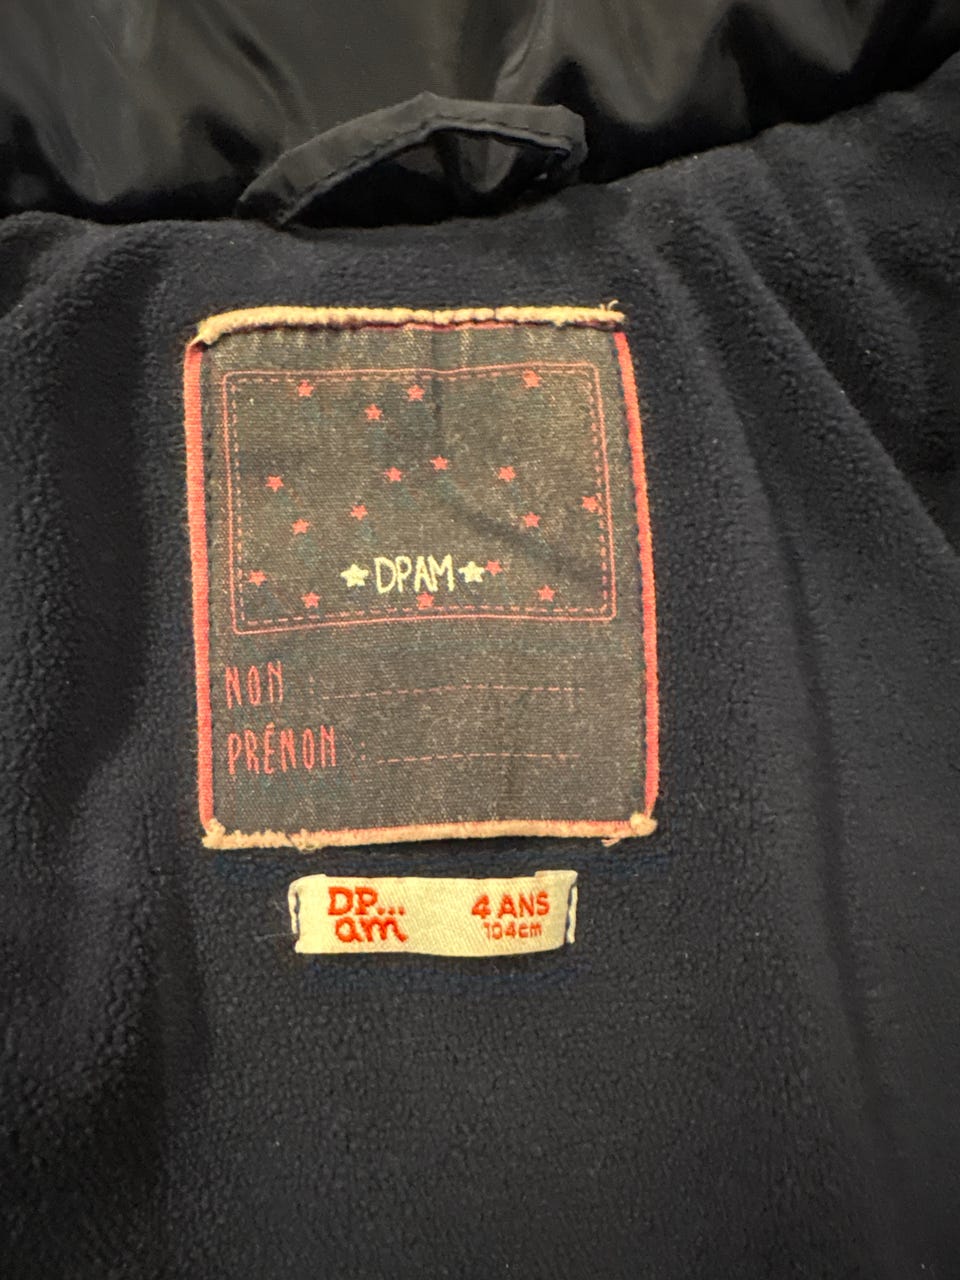 DPAM
NOM
PRÉNOM :
DP...
am
4 ANS
104cm